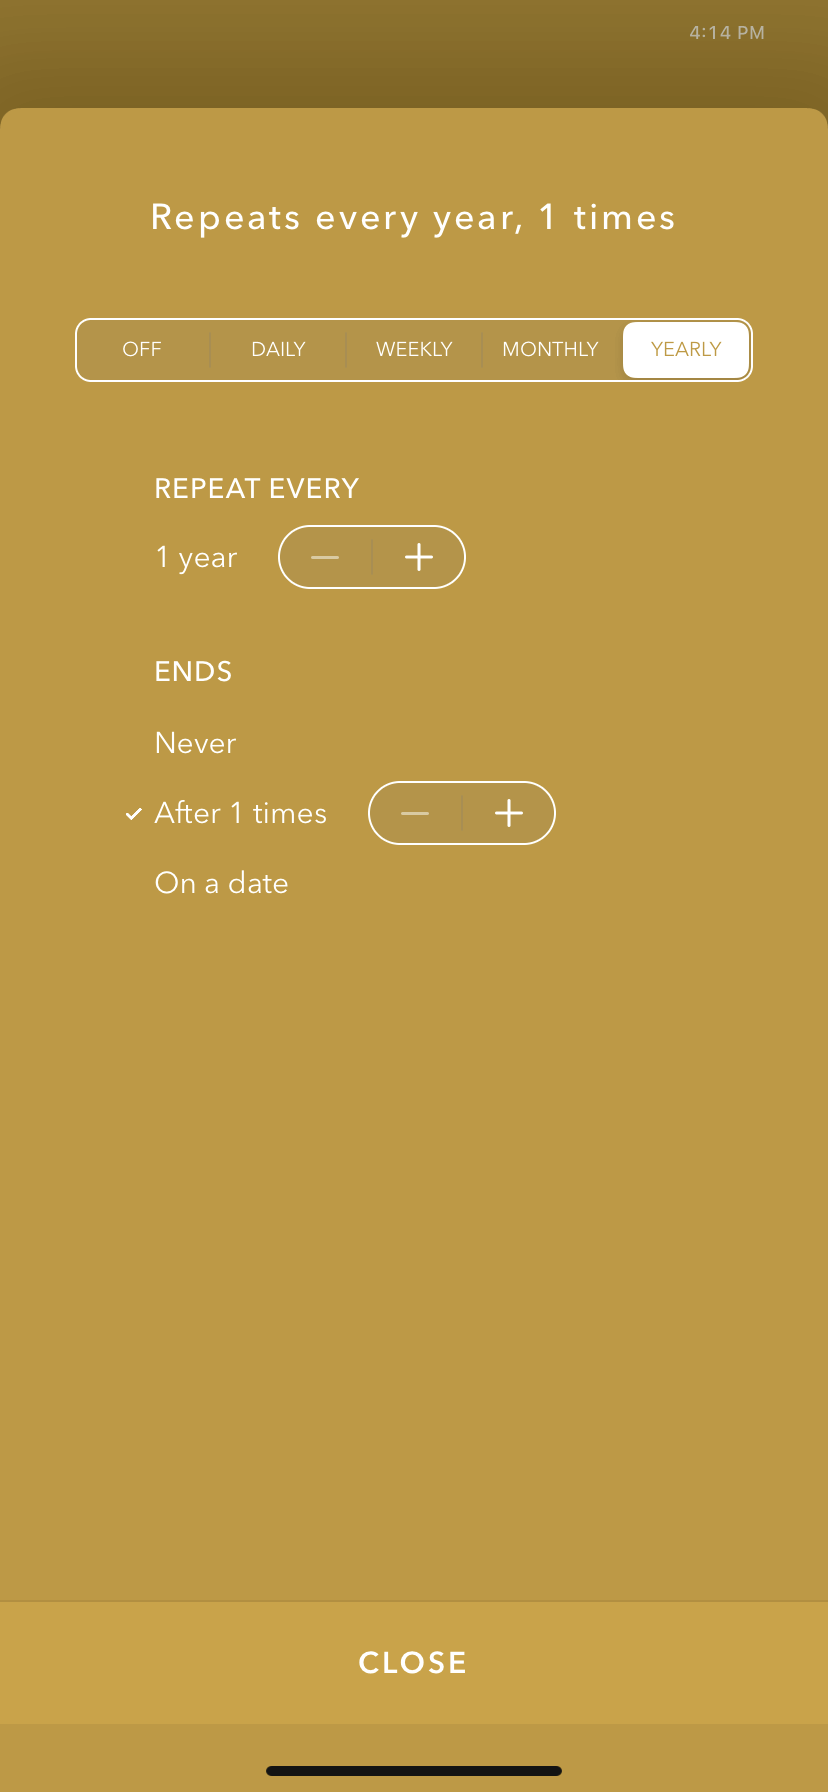 4:14 PM
Repeats every year, 1 times
OFF DAILY WEEKLY MONTHLY YEARLY
REPEAT EVERY
1 year
ENDS
Never
After 1 times
On a date
CLOSE